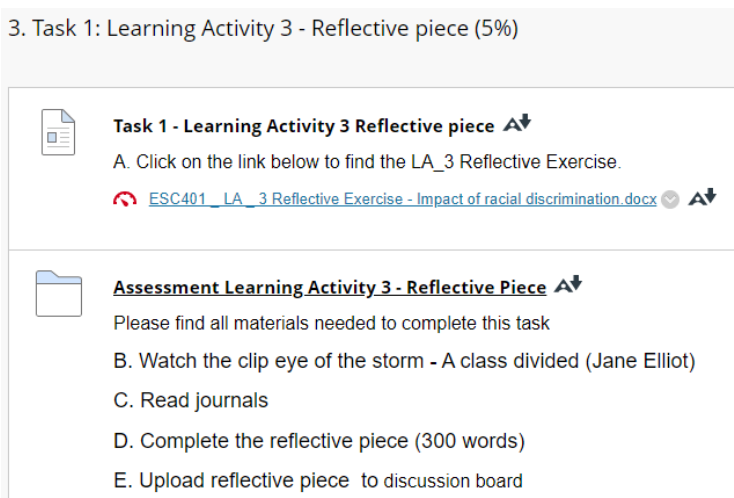 3. Task 1: Learning Activity 3 - Reflective piece (5%)
Task 1 - Learning Activity 3 Reflective piece
A. Click on the link below to find the LA_3 Reflective Exercise.
ESC401 _ LA _ 3 Reflective Exercise - Impact of racial discrimination.docx
Assessment Learning Activity 3 - Reflective Piece
Please find all materials needed to complete this task
B. Watch the clip eye of the storm - A class divided (Jane Elliot)
C. Read journals
D. Complete the reflective piece (300 words)
E. Upload reflective piece to discussion board